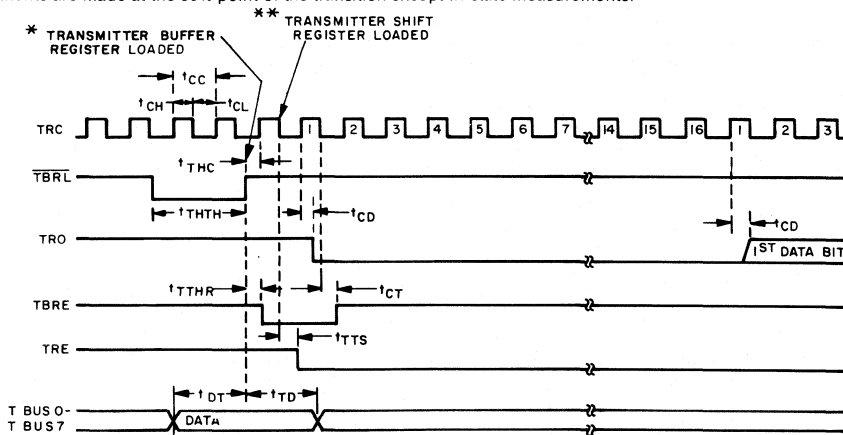 ** TRANSMITTER SHIFT
REGISTER LOADED
* TRANSMITTER BUFFER
REGISTER LOADED
tCC
tCH tCL
TRC 1 2 3 4 5 6 7 14 15 16 1 2 3
tTHC
TBRL
tTHTH tCD
tCD
TRO 1ST DATA BIT
tTTHR tCT
TBRE
tTTS
TRE
tDT tTD
T BUS 0-
T BUS 7 DATA